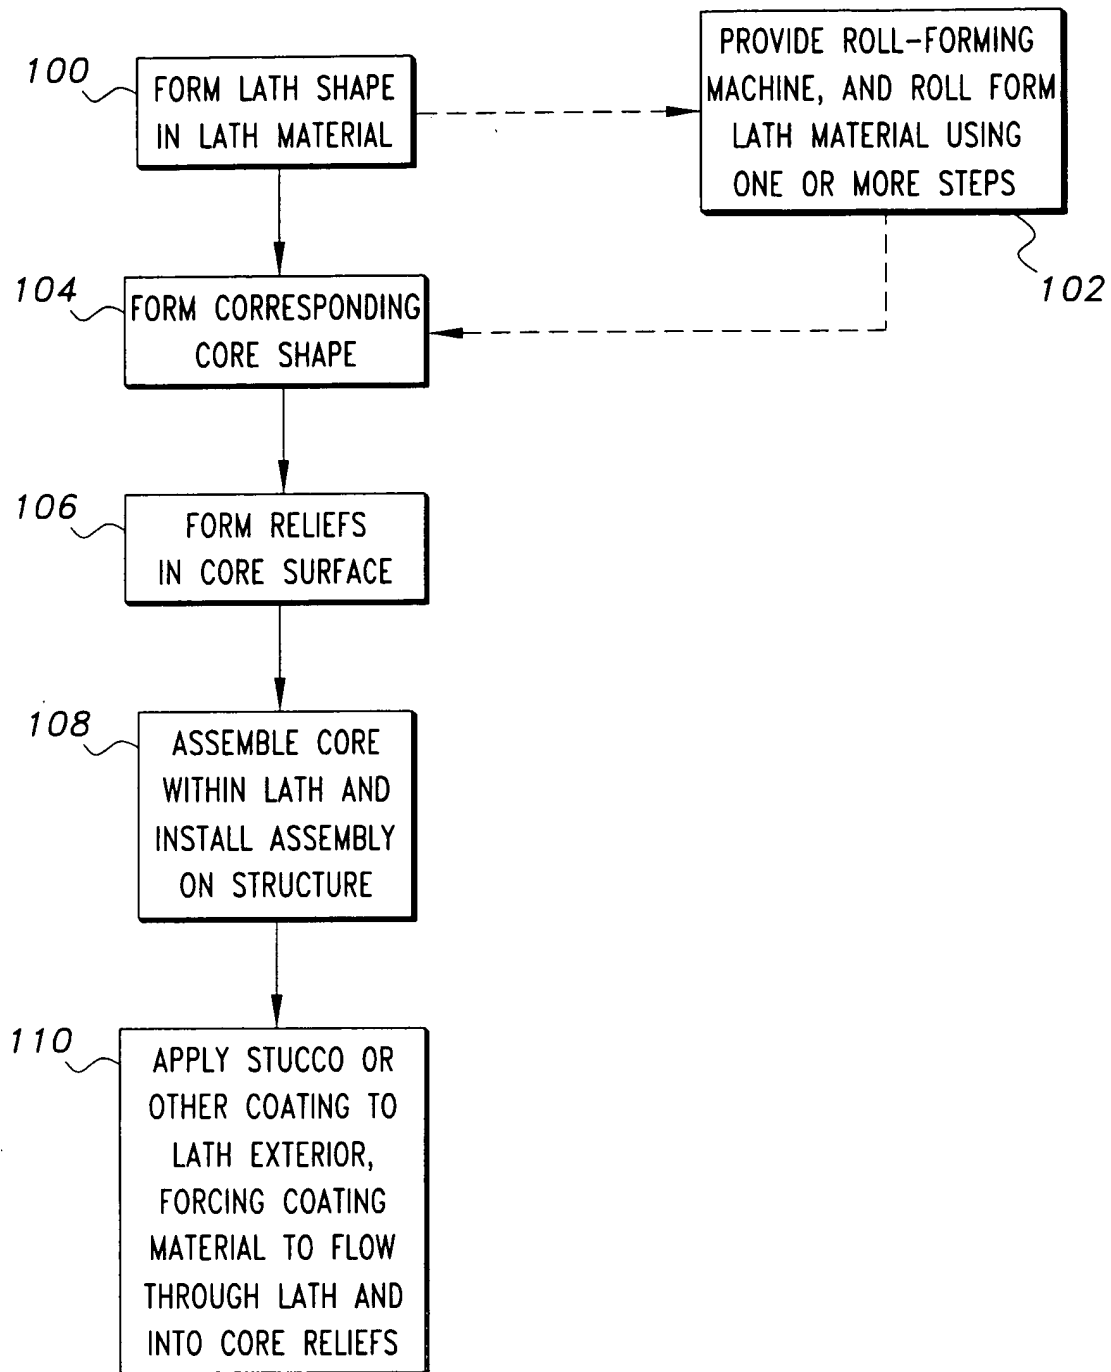 100
FORM LATH SHAPE
IN LATH MATERIAL
PROVIDE ROLL-FORMING
MACHINE, AND ROLL FORM
LATH MATERIAL USING
ONE OR MORE STEPS
102
104
FORM CORRESPONDING
CORE SHAPE
106
FORM RELIEFS
IN CORE SURFACE
108
ASSEMBLE CORE
WITHIN LATH AND
INSTALL ASSEMBLY
ON STRUCTURE
110
APPLY STUCCO OR
OTHER COATING TO
LATH EXTERIOR,
FORCING COATING
MATERIAL TO FLOW
THROUGH LATH AND
INTO CORE RELIEFS